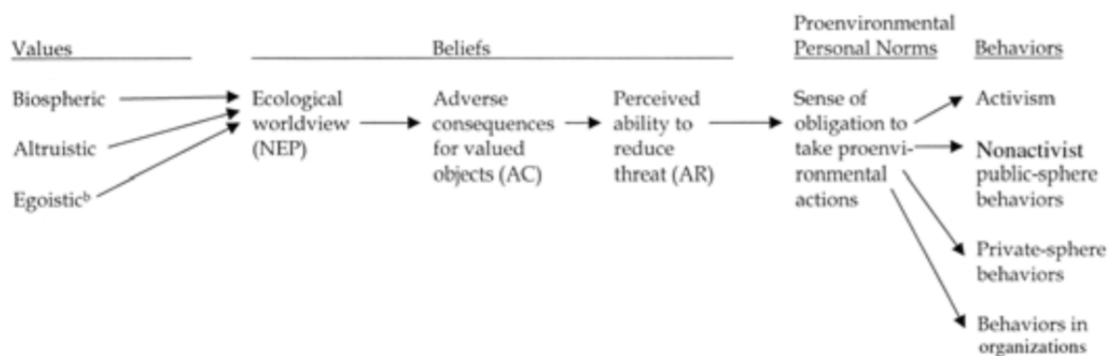 Proenvironmental
Values
Beliefs
Personal Norms
Behaviors
Biospheric
Altruistic
Egoisticᵇ
Ecological
worldview
(NEP)
Adverse
consequences
for valued
objects (AC)
Perceived
ability to
reduce
threat (AR)
Sense of
obligation to
take proenvi-
ronmental
actions
Activism
Nonactivist
public-sphere
behaviors
Private-sphere
behaviors
Behaviors in
organizations